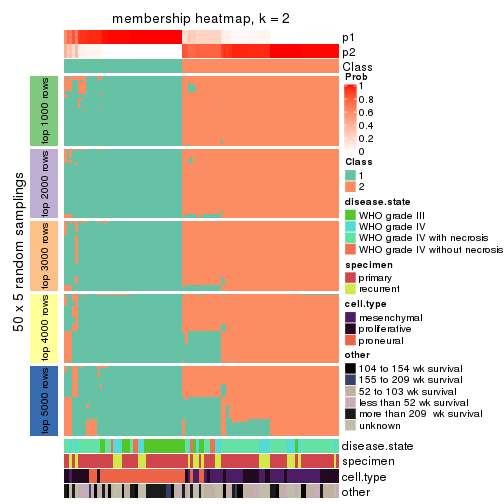 membership heatmap, k = 2
p1
p2
Class
50 x 5 random samplings
top 1000 rows
top 2000 rows
top 3000 rows
top 4000 rows
top 5000 rows
disease.state
specimen
cell.type
other
Prob
1
0.8
0.6
0.4
0.2
0
Class
1
2
disease.state
WHO grade III
WHO grade IV
WHO grade IV with necrosis
WHO grade IV without necrosis
specimen
primary
recurrent
cell.type
mesenchymal
proliferative
proneural
other
104 to 154 wk survival
155 to 209 wk survival
52 to 103 wk survival
less than 52 wk survival
more than 209  wk survival
unknown